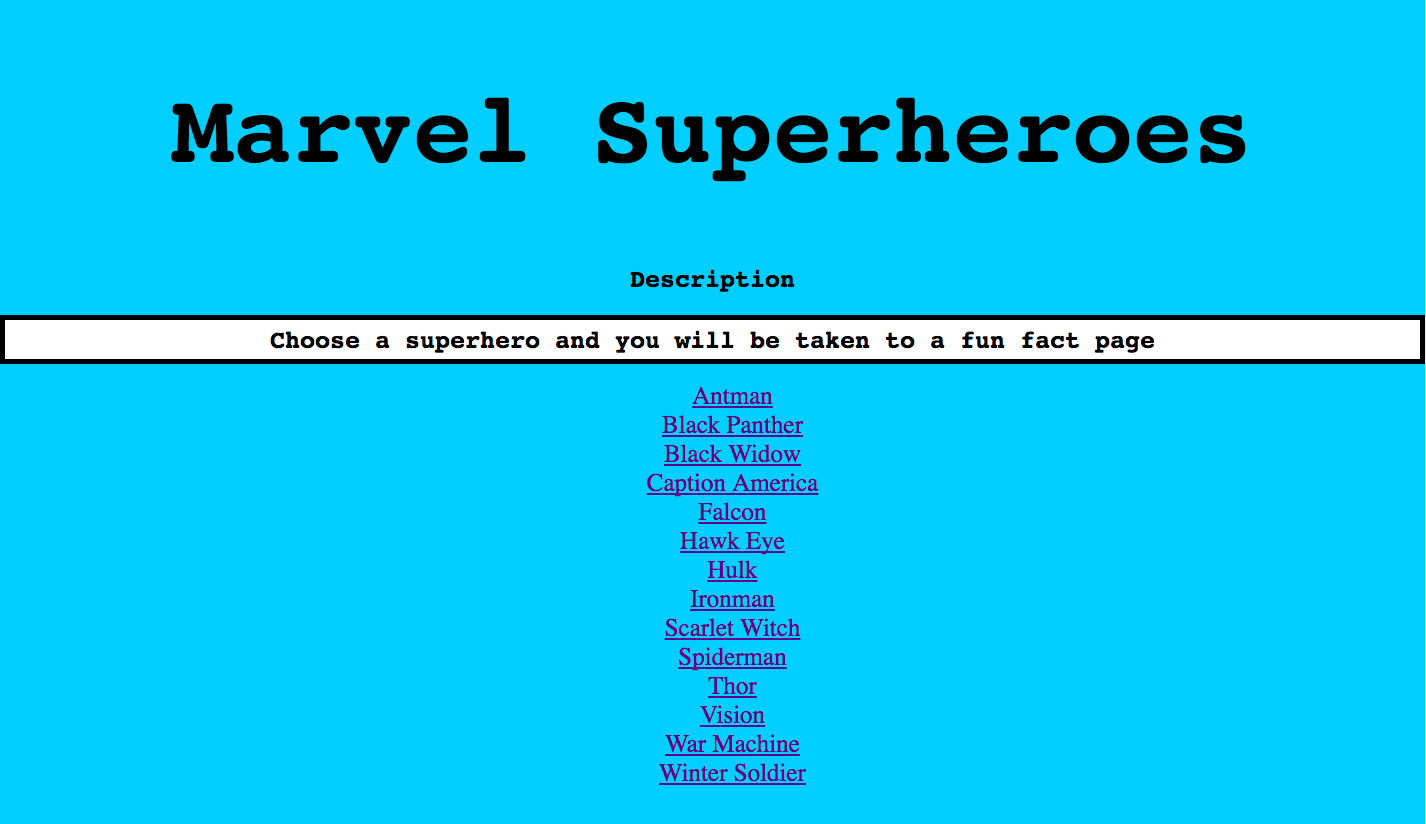 Marvel Superheroes
Description
Choose a superhero and you will be taken to a fun fact page
Antman
Black Panther
Black Widow
Caption America
Falcon
Hawk Eye
Hulk
Ironman
Scarlet Witch
Spiderman
Thor
Vision
War Machine
Winter Soldier